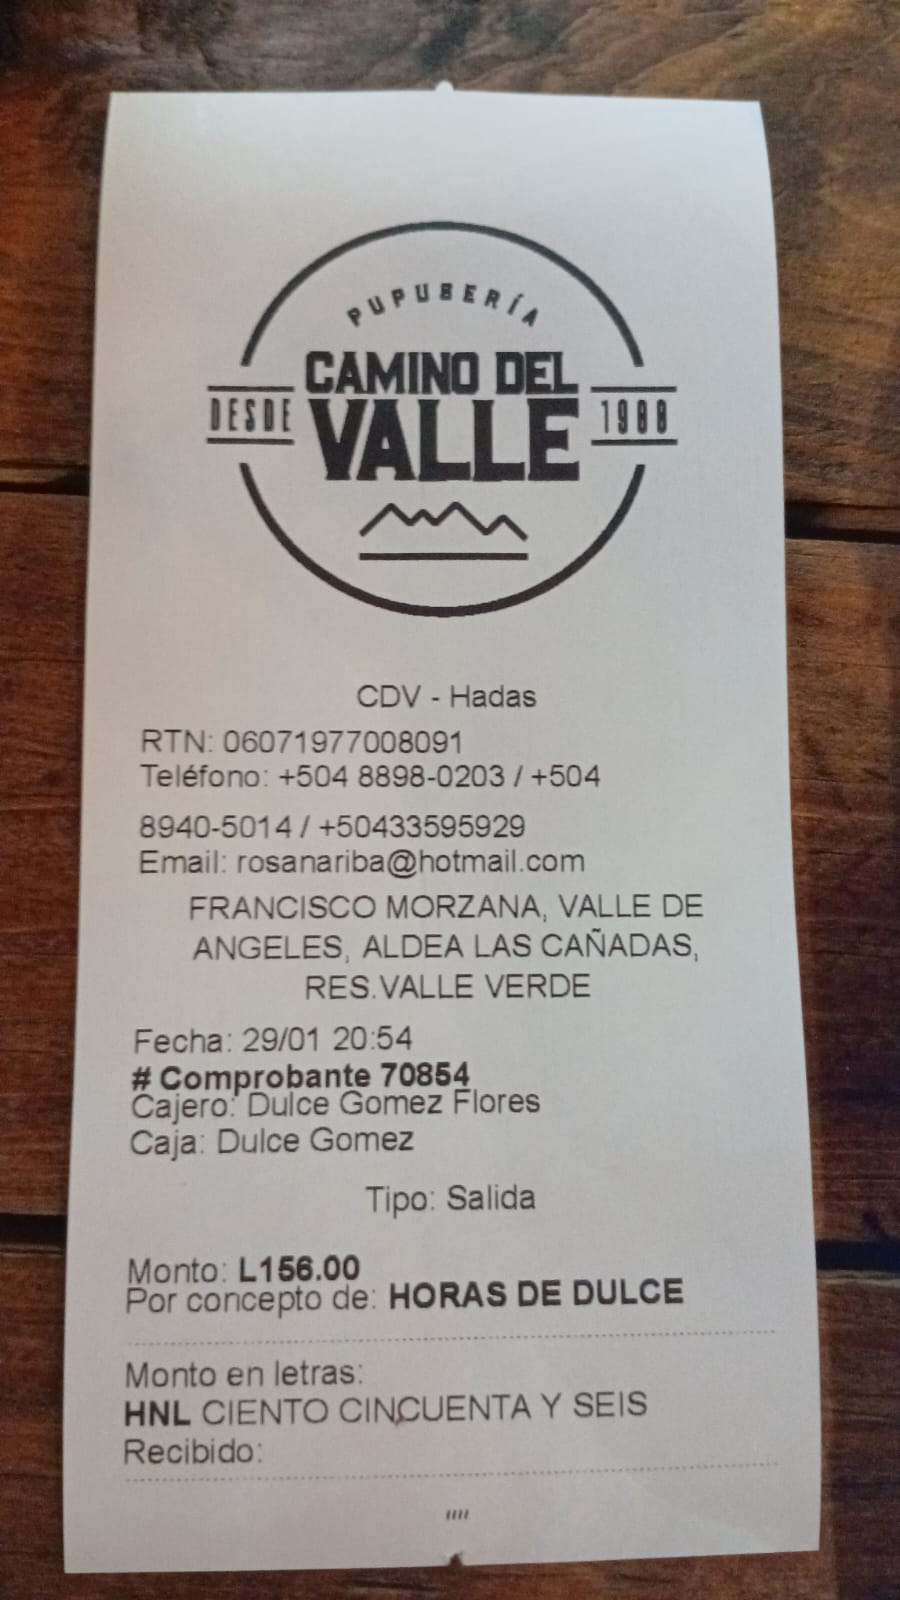 PUPUBERÍA
CAMINO DEL
DESDE VALLE 1988
CDV - Hadas
RTN: 06071977008091
Teléfono: +504 8898-0203 / +504
8940-5014 / +50433595929
Email: rosanariba@hotmail.com
FRANCISCO MORZANA, VALLE DE
ANGELES, ALDEA LAS CAÑADAS,
RES.VALLE VERDE
Fecha: 29/01 20:54
# Comprobante 70854
Cajero: Dulce Gomez Flores
Caja: Dulce Gomez
Tipo: Salida
Monto: L156.00
Por concepto de: HORAS DE DULCE
Monto en letras:
HNL CIENTO CINCUENTA Y SEIS
Recibido:
////